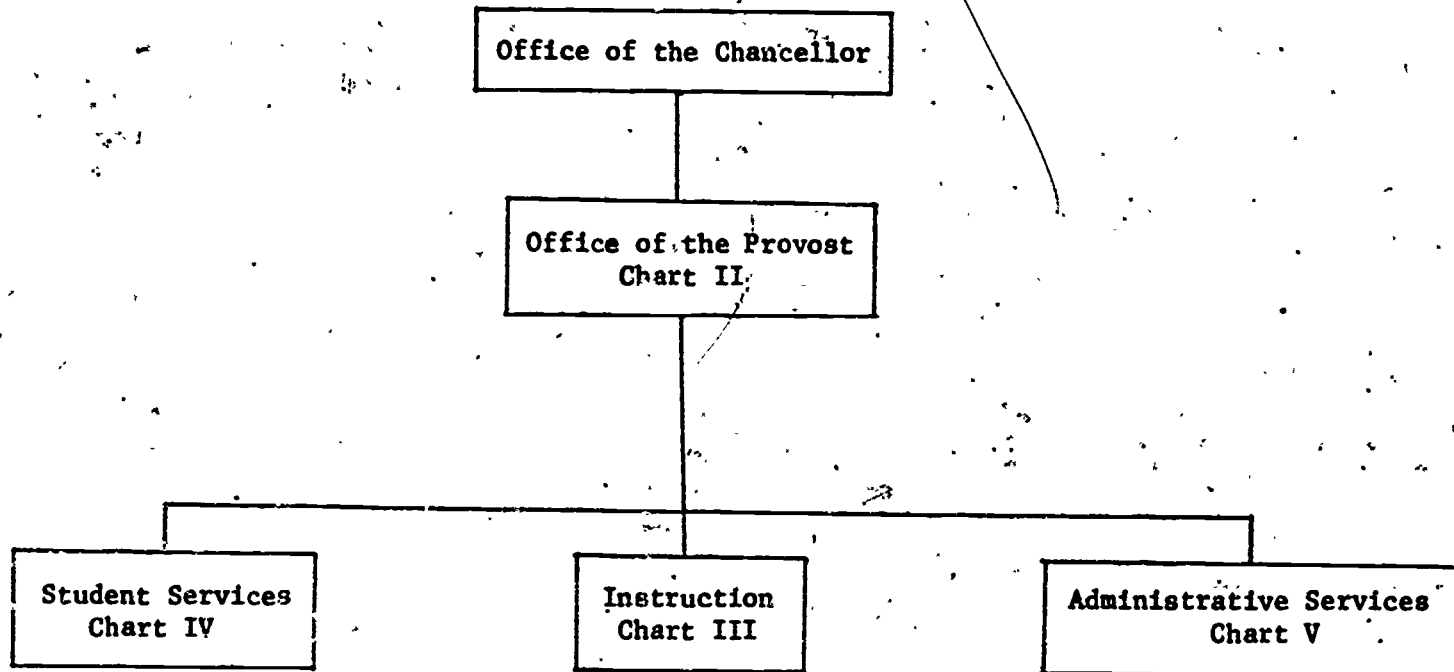 Office of the Chancellor
Office of the Provost
Chart II
Student Services
Chart IV
Instruction
Chart III
Administrative Services
Chart V